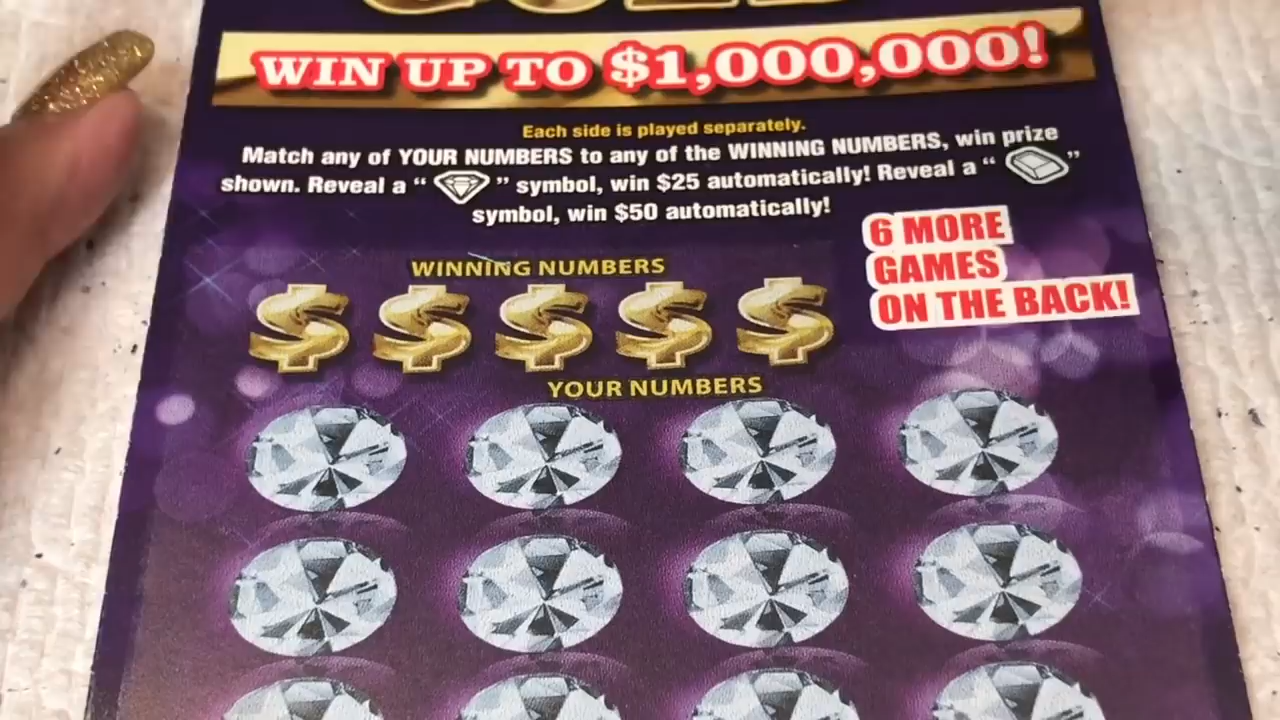 WIN UP TO $1,000,000!
Each side is played separately.
Match any of YOUR NUMBERS to any of the WINNING NUMBERS, win prize
shown. Reveal a “ ” symbol, win $25 automatically! Reveal a “ ”
symbol, win $50 automatically!
6 MORE
GAMES
ON THE BACK!
WINNING NUMBERS
$ $ $ $ $
YOUR NUMBERS